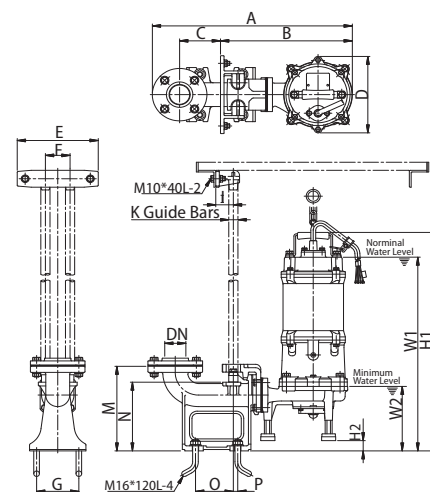 A
C
B
D
E
F
M10*40L-2
I
K Guide Bars
Norminal
Water Level
DN
Minimum
Water Level
W1
H1
M
N
W2
H2
G
M16*120L-4
O
P